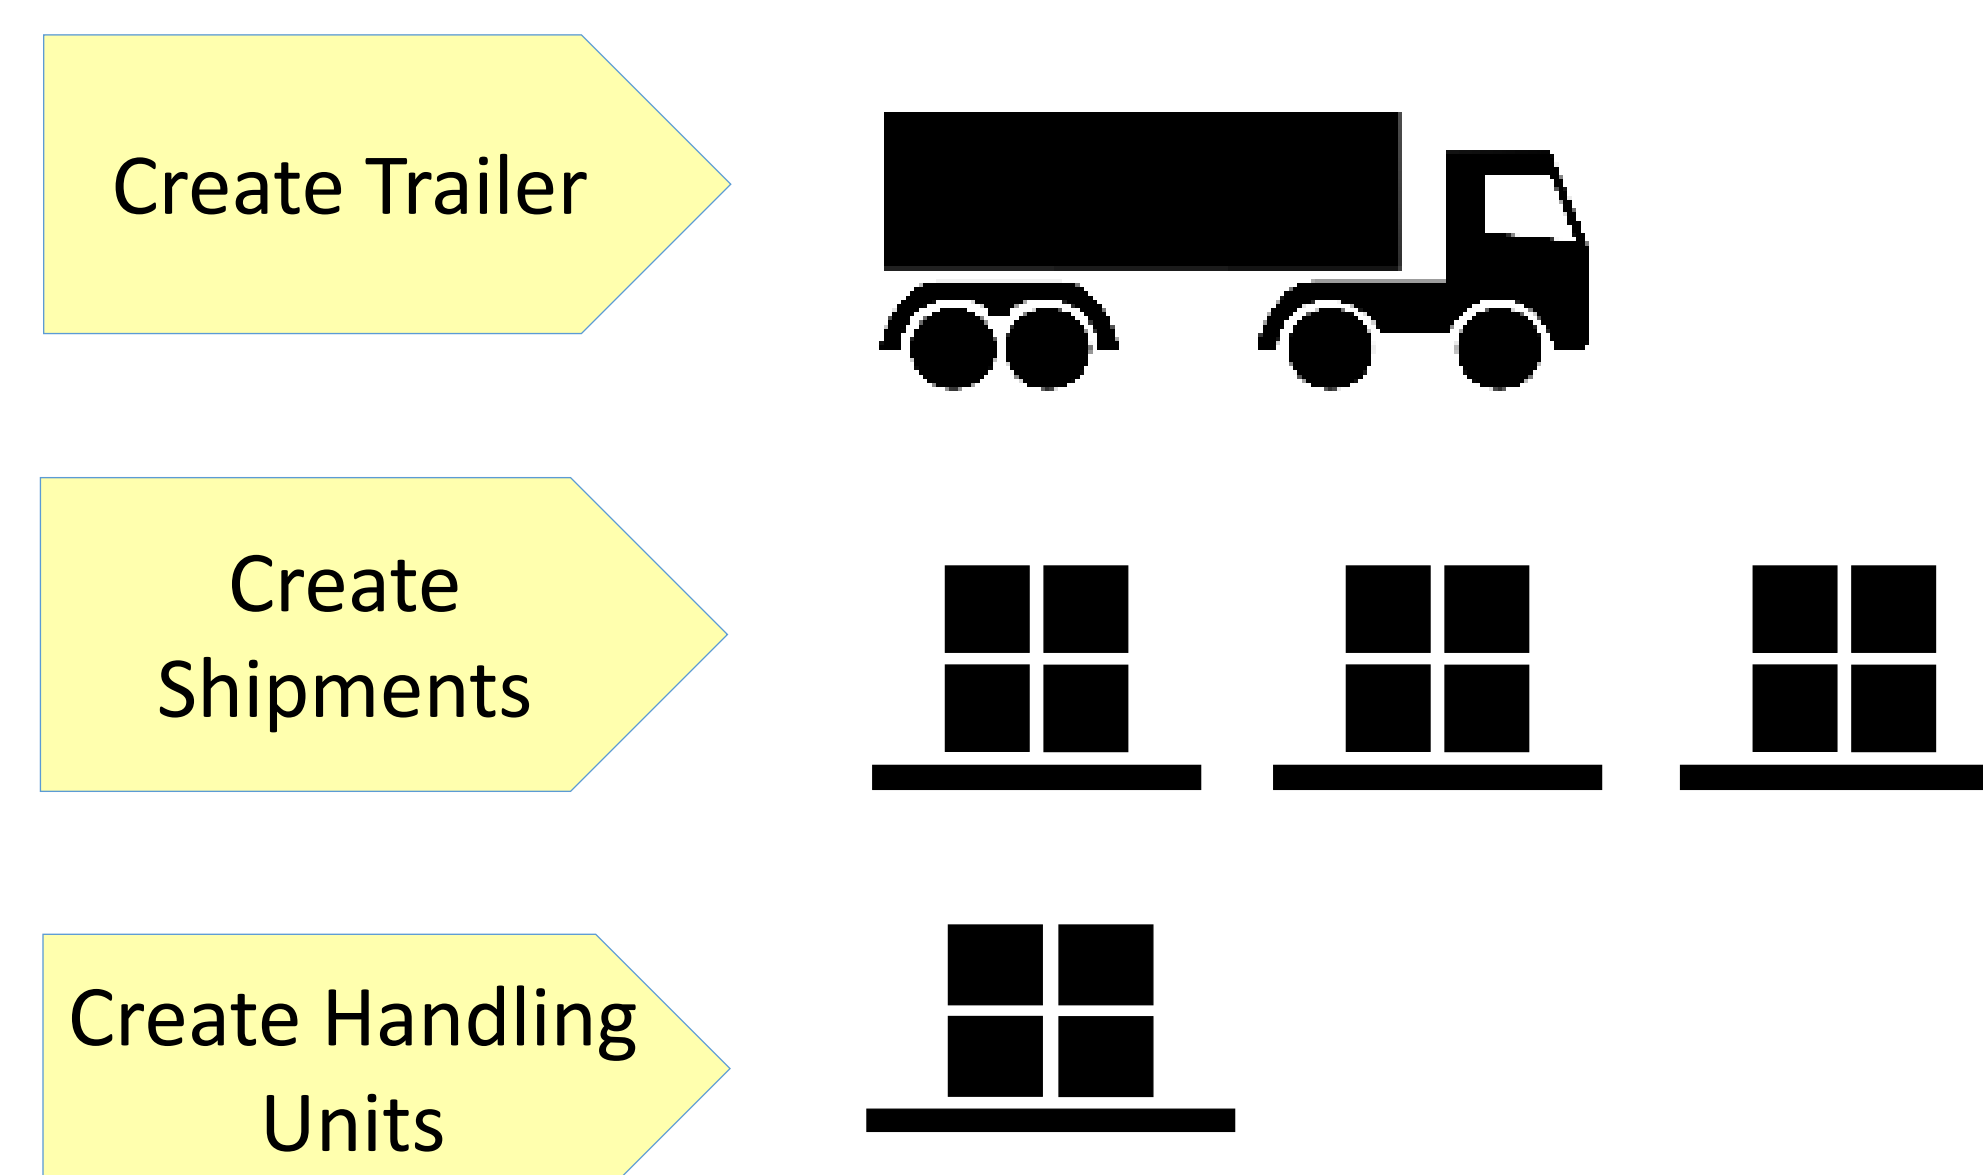 Create Trailer
Create
Shipments
Create Handling
Units